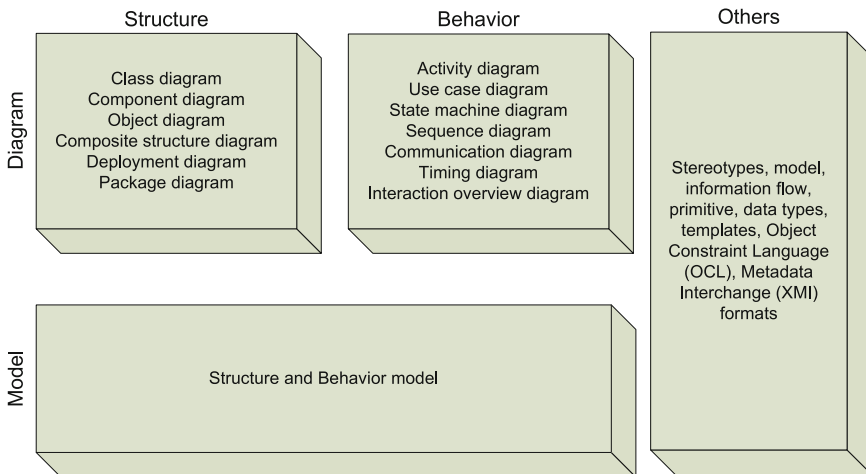 Structure
Behavior
Others
Diagram
Class diagram
Component diagram
Object diagram
Composite structure diagram
Deployment diagram
Package diagram
Activity diagram
Use case diagram
State machine diagram
Sequence diagram
Communication diagram
Timing diagram
Interaction overview diagram
Stereotypes, model,
information flow,
primitive, data types,
templates, Object
Constraint Language
(OCL), Metadata
Interchange (XMI)
formats
Model
Structure and Behavior model